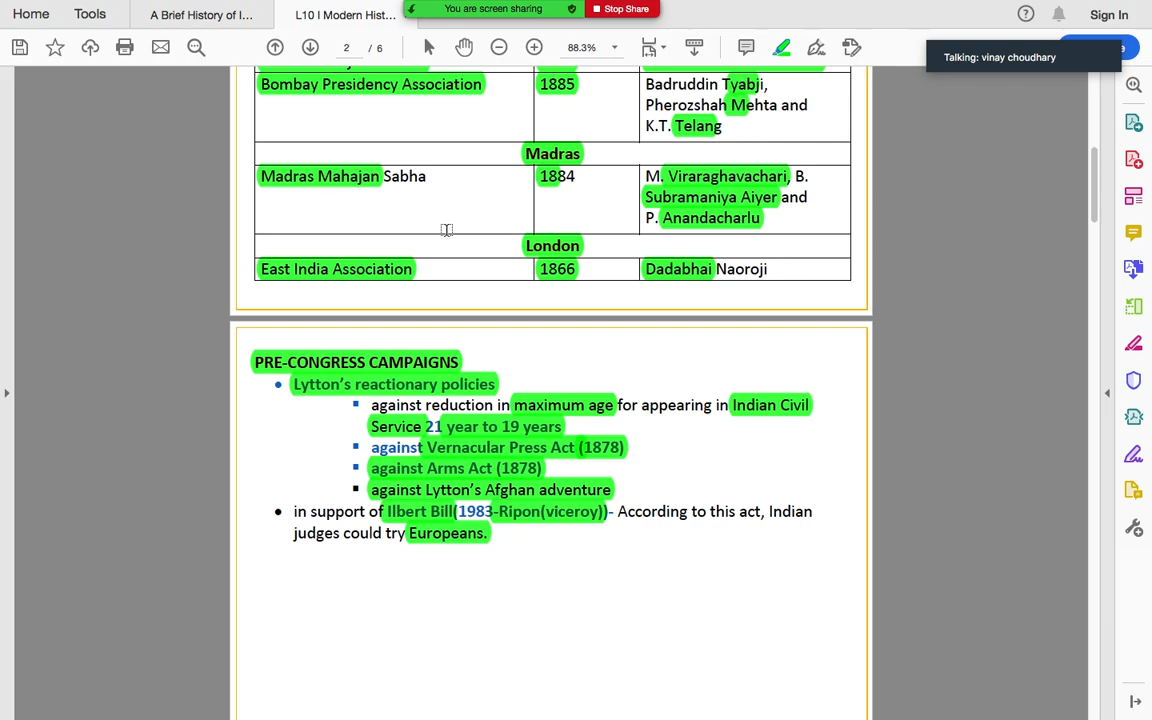 Home
Tools
A Brief History of I...
L10 I Modern Hist...
You are screen sharing
Stop Share
Sign In
2 / 6
88.3%
Talking: vinay choudhary
Bombay Presidency Association
1885
Badruddin Tyabji,
Pherozshah Mehta and
K.T. Telang
Madras
Madras Mahajan Sabha
1884
M. Viraraghavachari, B.
Subramaniya Aiyer and
P. Anandacharlu
London
East India Association
1866
Dadabhai Naoroji
PRE-CONGRESS CAMPAIGNS
• Lytton's reactionary policies
▪ against reduction in maximum age for appearing in Indian Civil
Service 21 year to 19 years
▪ against Vernacular Press Act (1878)
▪ against Arms Act (1878)
▪ against Lytton's Afghan adventure
• in support of Ilbert Bill(1983-Ripon(viceroy))- According to this act, Indian
judges could try Europeans.